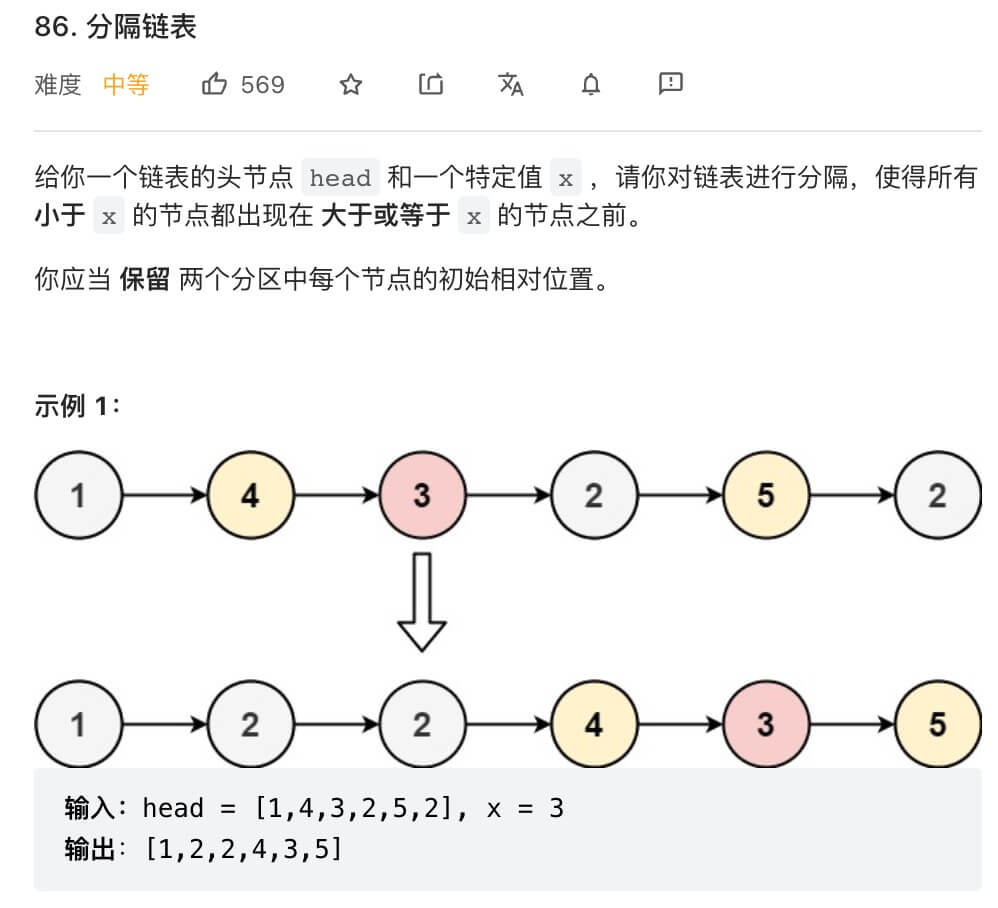 86. 分隔链表
难度 中等 569
给你一个链表的头节点 head 和一个特定值 x ，请你对链表进行分隔，使得所有
小于 x 的节点都出现在 大于或等于 x 的节点之前。
你应当 保留 两个分区中每个节点的初始相对位置。
示例 1：
1 4 3 2 5 2
1 2 2 4 3 5
输入：head = [1,4,3,2,5,2], x = 3
输出：[1,2,2,4,3,5]